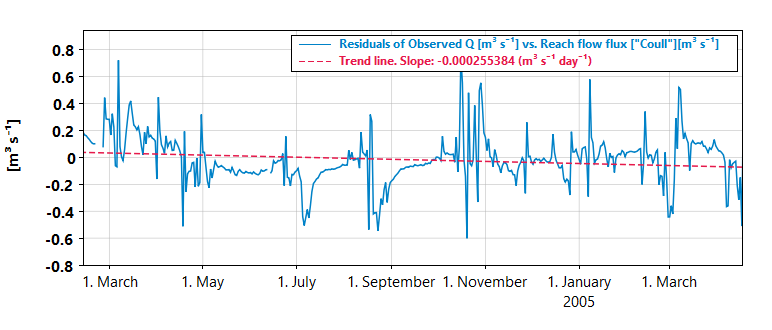 Residuals of Observed Q [m³ s⁻¹] vs. Reach flow flux ["Coull"][m³ s⁻¹]
Trend line. Slope: -0.000255384 (m³ s⁻¹ day⁻¹)
[m³ s⁻¹]
0.8
0.6
0.4
0.2
0
-0.2
-0.4
-0.6
-0.8
1. March 1. May 1. July 1. September 1. November 1. January 1. March
2005